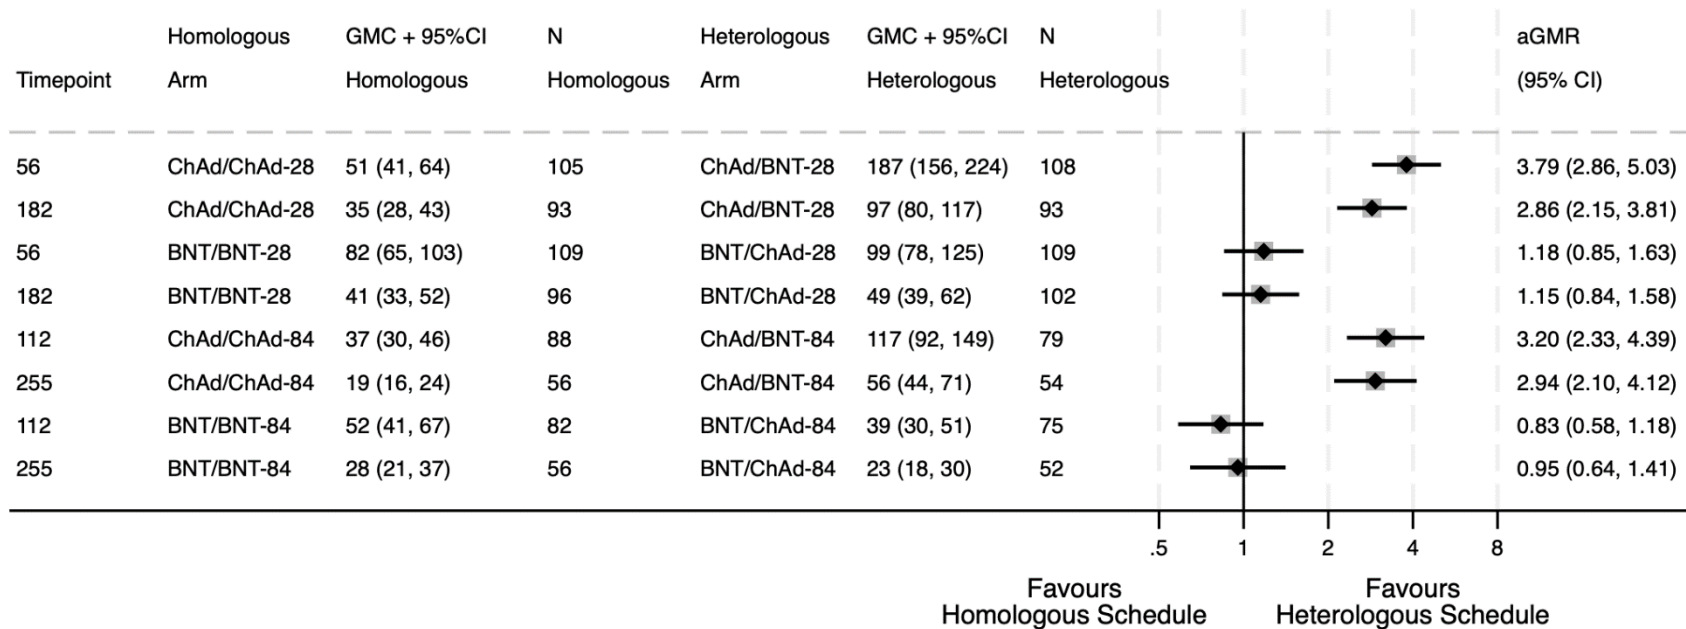 Homologous GMC + 95%CI N Heterologous GMC + 95%CI N aGMR
Timepoint Arm Homologous Homologous Arm Heterologous Heterologous (95% CI)
56 ChAd/ChAd-28 51 (41, 64) 105 ChAd/BNT-28 187 (156, 224) 108 3.79 (2.86, 5.03)
182 ChAd/ChAd-28 35 (28, 43) 93 ChAd/BNT-28 97 (80, 117) 93 2.86 (2.15, 3.81)
56 BNT/BNT-28 82 (65, 103) 109 BNT/ChAd-28 99 (78, 125) 109 1.18 (0.85, 1.63)
182 BNT/BNT-28 41 (33, 52) 96 BNT/ChAd-28 49 (39, 62) 102 1.15 (0.84, 1.58)
112 ChAd/ChAd-84 37 (30, 46) 88 ChAd/BNT-84 117 (92, 149) 79 3.20 (2.33, 4.39)
255 ChAd/ChAd-84 19 (16, 24) 56 ChAd/BNT-84 56 (44, 71) 54 2.94 (2.10, 4.12)
112 BNT/BNT-84 52 (41, 67) 82 BNT/ChAd-84 39 (30, 51) 75 0.83 (0.58, 1.18)
255 BNT/BNT-84 28 (21, 37) 56 BNT/ChAd-84 23 (18, 30) 52 0.95 (0.64, 1.41)
.5 1 2 4 8
Favours Favours
Homologous Schedule Heterologous Schedule